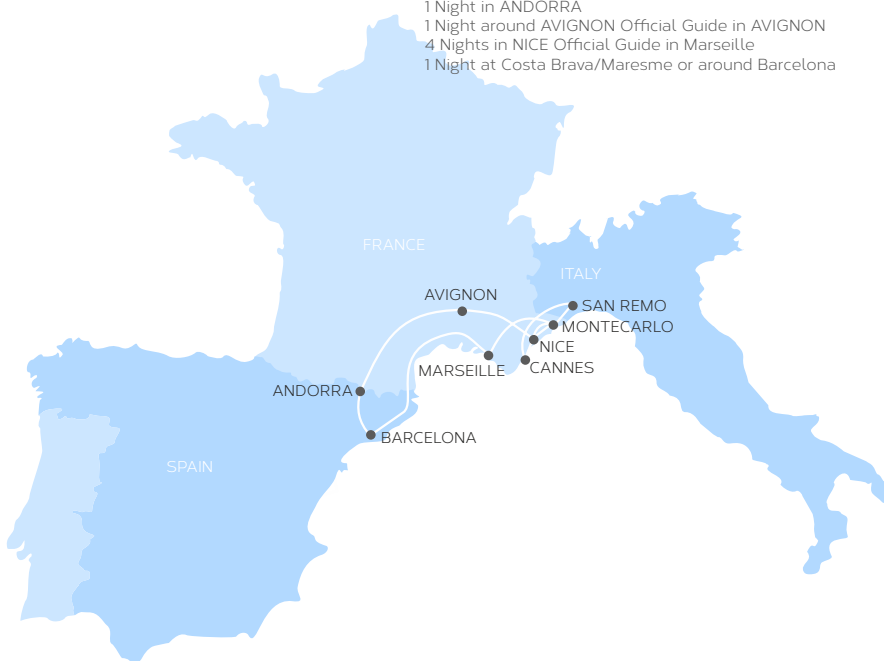 1 Night in ANDORRA
1 Night around AVIGNON Official Guide in AVIGNON
4 Nights in NICE Official Guide in Marseille
1 Night at Costa Brava/Maresme or around Barcelona
FRANCE
ITALY
AVIGNON
SAN REMO
MONTECARLO
NICE
MARSEILLE
CANNES
ANDORRA
BARCELONA
SPAIN